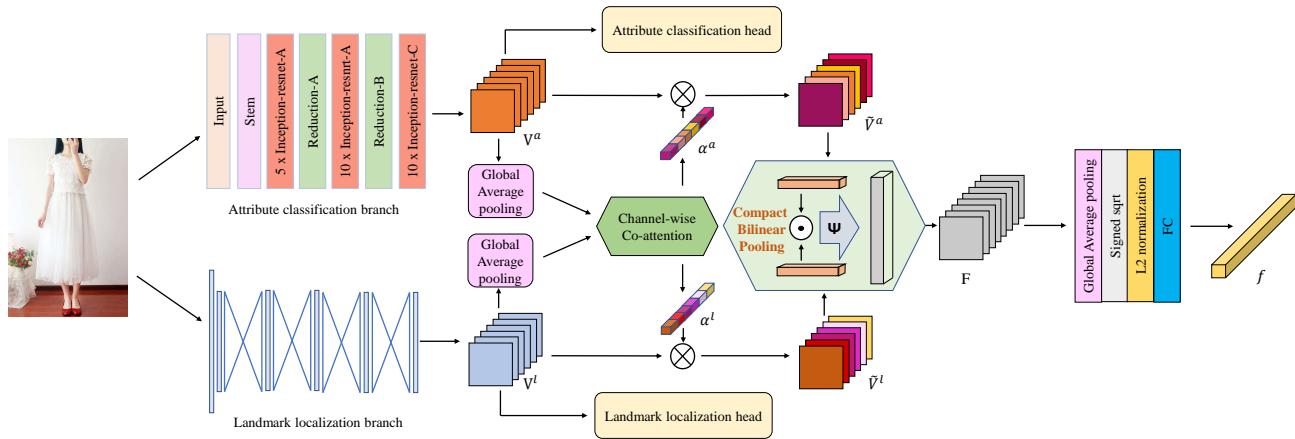 Attribute classification head
Input
Stem
5 x Inception-resnet-A
Reduction-A
10 x Inception-resnrt-A
Reduction-B
10 x Inception-resnet-C
Attribute classification branch
Vᵃ
αᵃ
Ṽᵃ
Global
Average
pooling
Global
Average
pooling
Channel-wise
Co-attention
Compact
Bilinear
Pooling
Ψ
F
Global Average pooling
Signed sqrt
L2 normalization
FC
f
Vˡ
αˡ
Ṽˡ
Landmark localization branch
Landmark localization head